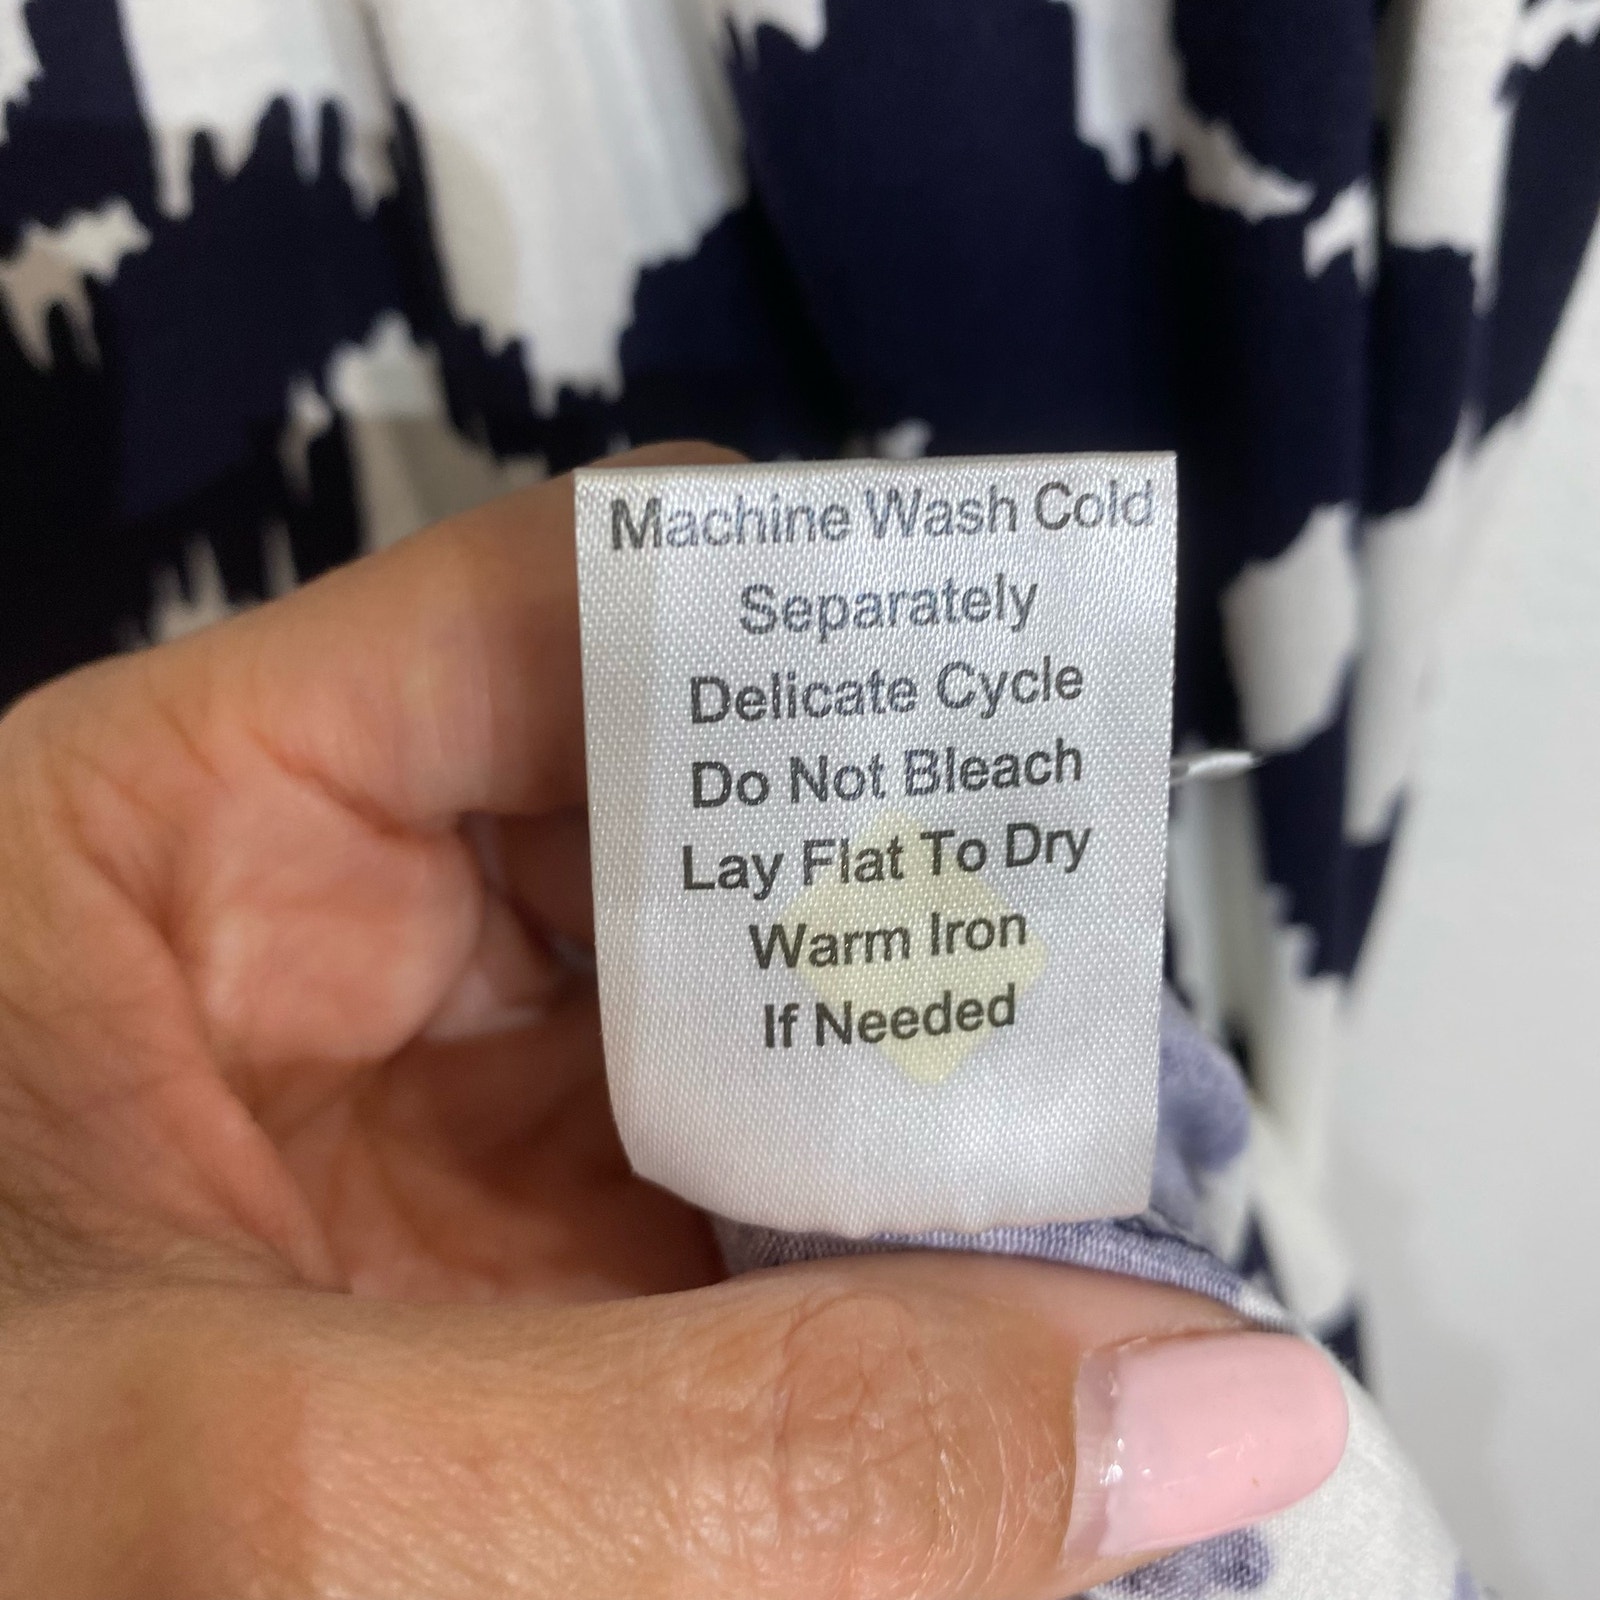 Machine Wash Cold
Separately
Delicate Cycle
Do Not Bleach
Lay Flat To Dry
Warm Iron
If Needed